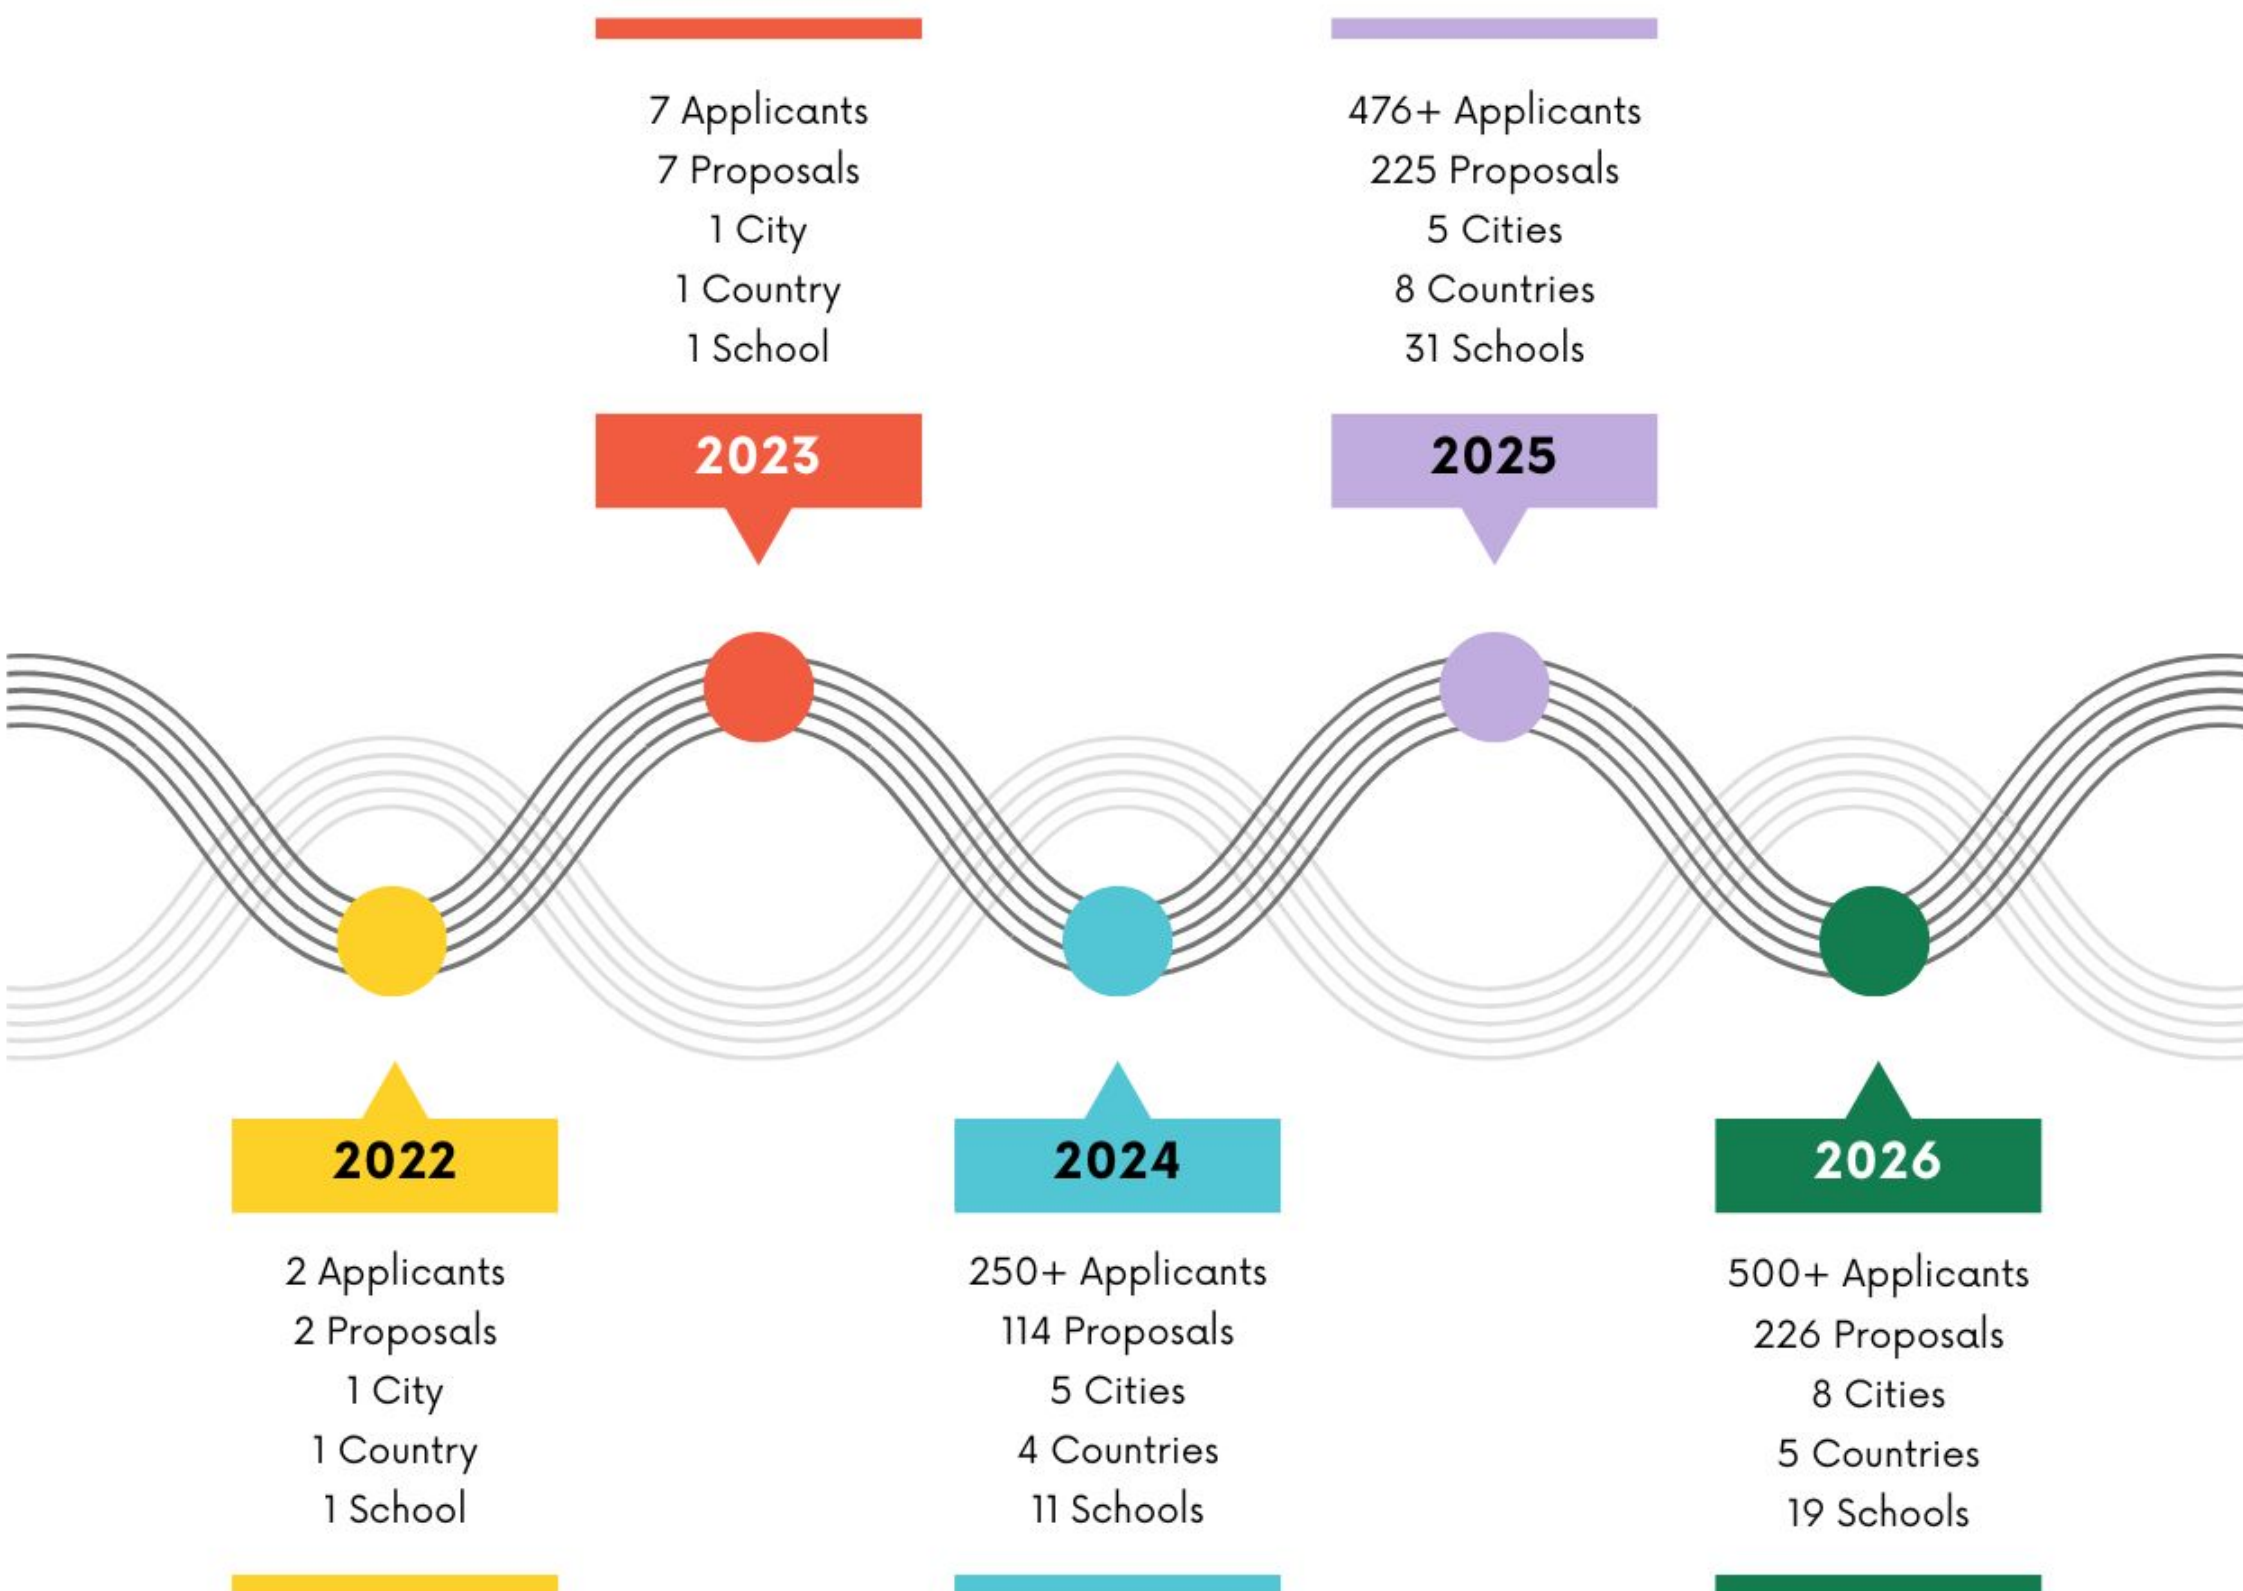 7 Applicants
7 Proposals
1 City
1 Country
1 School
2023
476+ Applicants
225 Proposals
5 Cities
8 Countries
31 Schools
2025
2022
2 Applicants
2 Proposals
1 City
1 Country
1 School
2024
250+ Applicants
114 Proposals
5 Cities
4 Countries
11 Schools
2026
500+ Applicants
226 Proposals
8 Cities
5 Countries
19 Schools